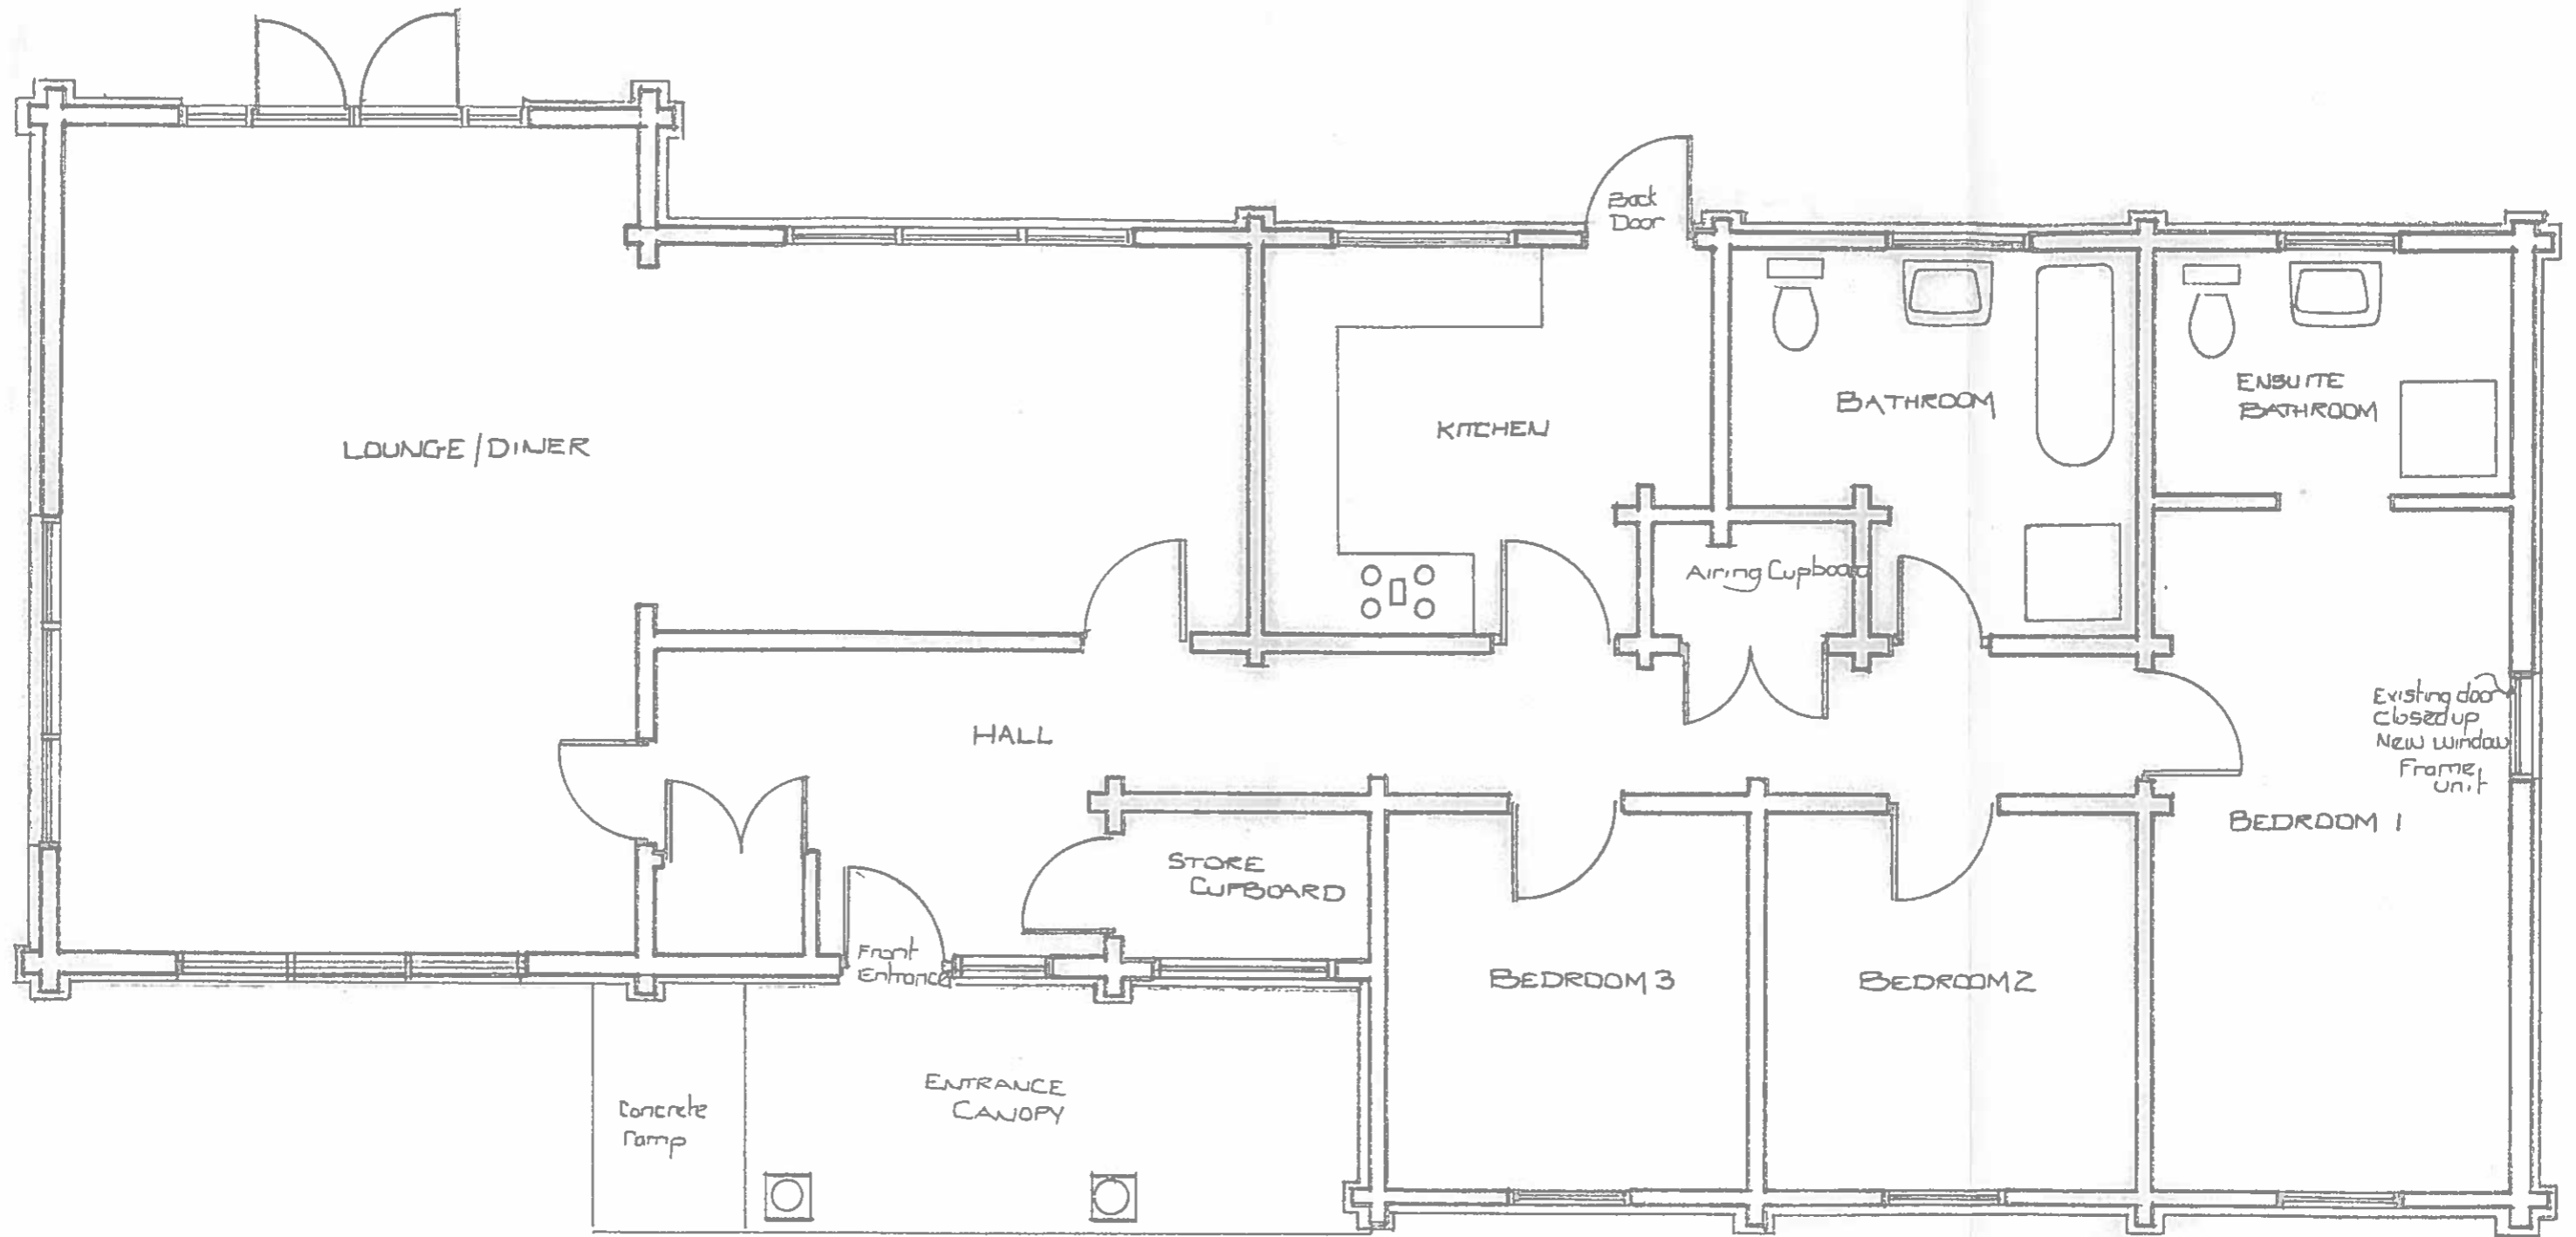 Back
Door
LOUNGE/DINER
KITCHEN
BATHROOM
ENSUITE
BATHROOM
Airing Cupboard
HALL
Existing door
closed up
New window
Frame
unit
BEDROOM 1
STORE
CUPBOARD
Front
Entrance
BEDROOM 3
BEDROOM 2
ENTRANCE
CANOPY
Concrete
ramp